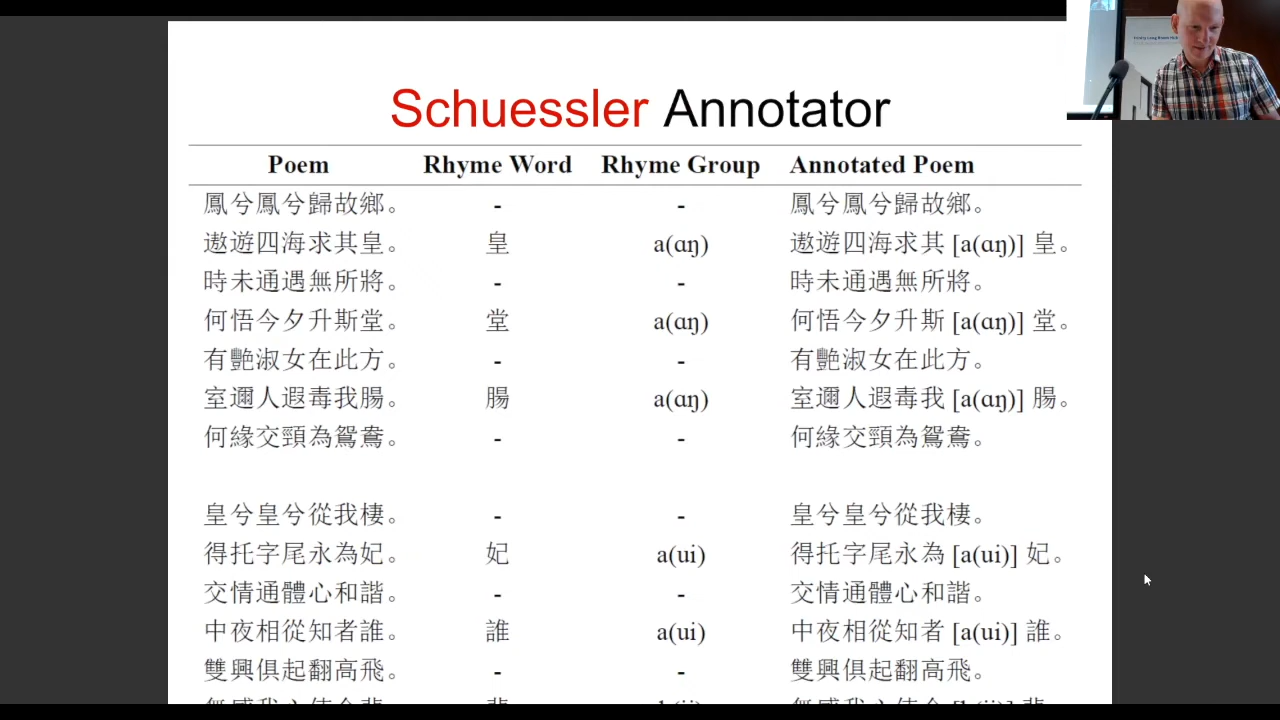 Schuessler Annotator
Poem Rhyme Word Rhyme Group Annotated Poem
鳳兮鳳兮歸故鄉。 - - 鳳兮鳳兮歸故鄉。
遨遊四海求其皇。 皇 a(ɑŋ) 遨遊四海求其 [a(ɑŋ)] 皇。
時未通遇無所將。 - - 時未通遇無所將。
何悟今夕升斯堂。 堂 a(ɑŋ) 何悟今夕升斯 [a(ɑŋ)] 堂。
有艷淑女在此方。 - - 有艷淑女在此方。
室邇人遐毒我腸。 腸 a(ɑŋ) 室邇人遐毒我 [a(ɑŋ)] 腸。
何緣交頸為鴛鴦。 - - 何緣交頸為鴛鴦。
皇兮皇兮從我棲。 - - 皇兮皇兮從我棲。
得托字尾永為妃。 妃 a(ui) 得托字尾永為 [a(ui)] 妃。
交情通體心和諧。 - - 交情通體心和諧。
中夜相從知者誰。 誰 a(ui) 中夜相從知者 [a(ui)] 誰。
雙興俱起翻高飛。 - - 雙興俱起翻高飛。